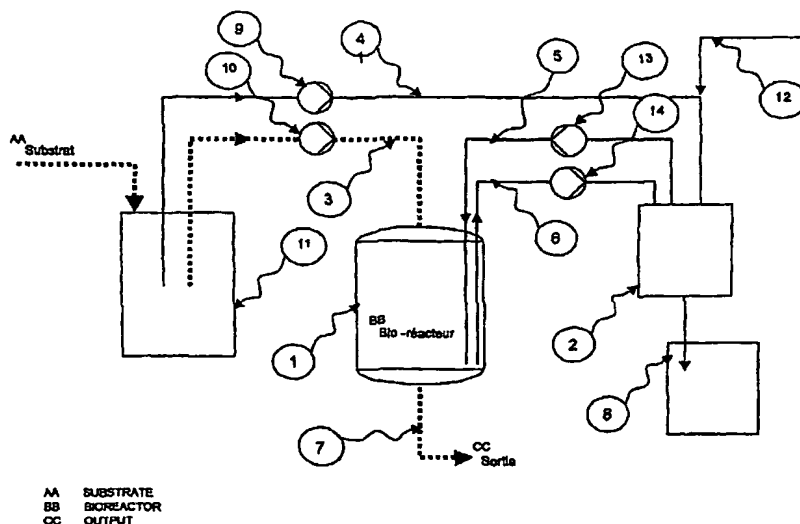 9
4
10
5
13
14
12
AA
Substrat
3
6
11
BB
Bio -réacteur
1
2
8
7
CC
Sortie
AA SUBSTRATE
BB BIOREACTOR
CC OUTPUT